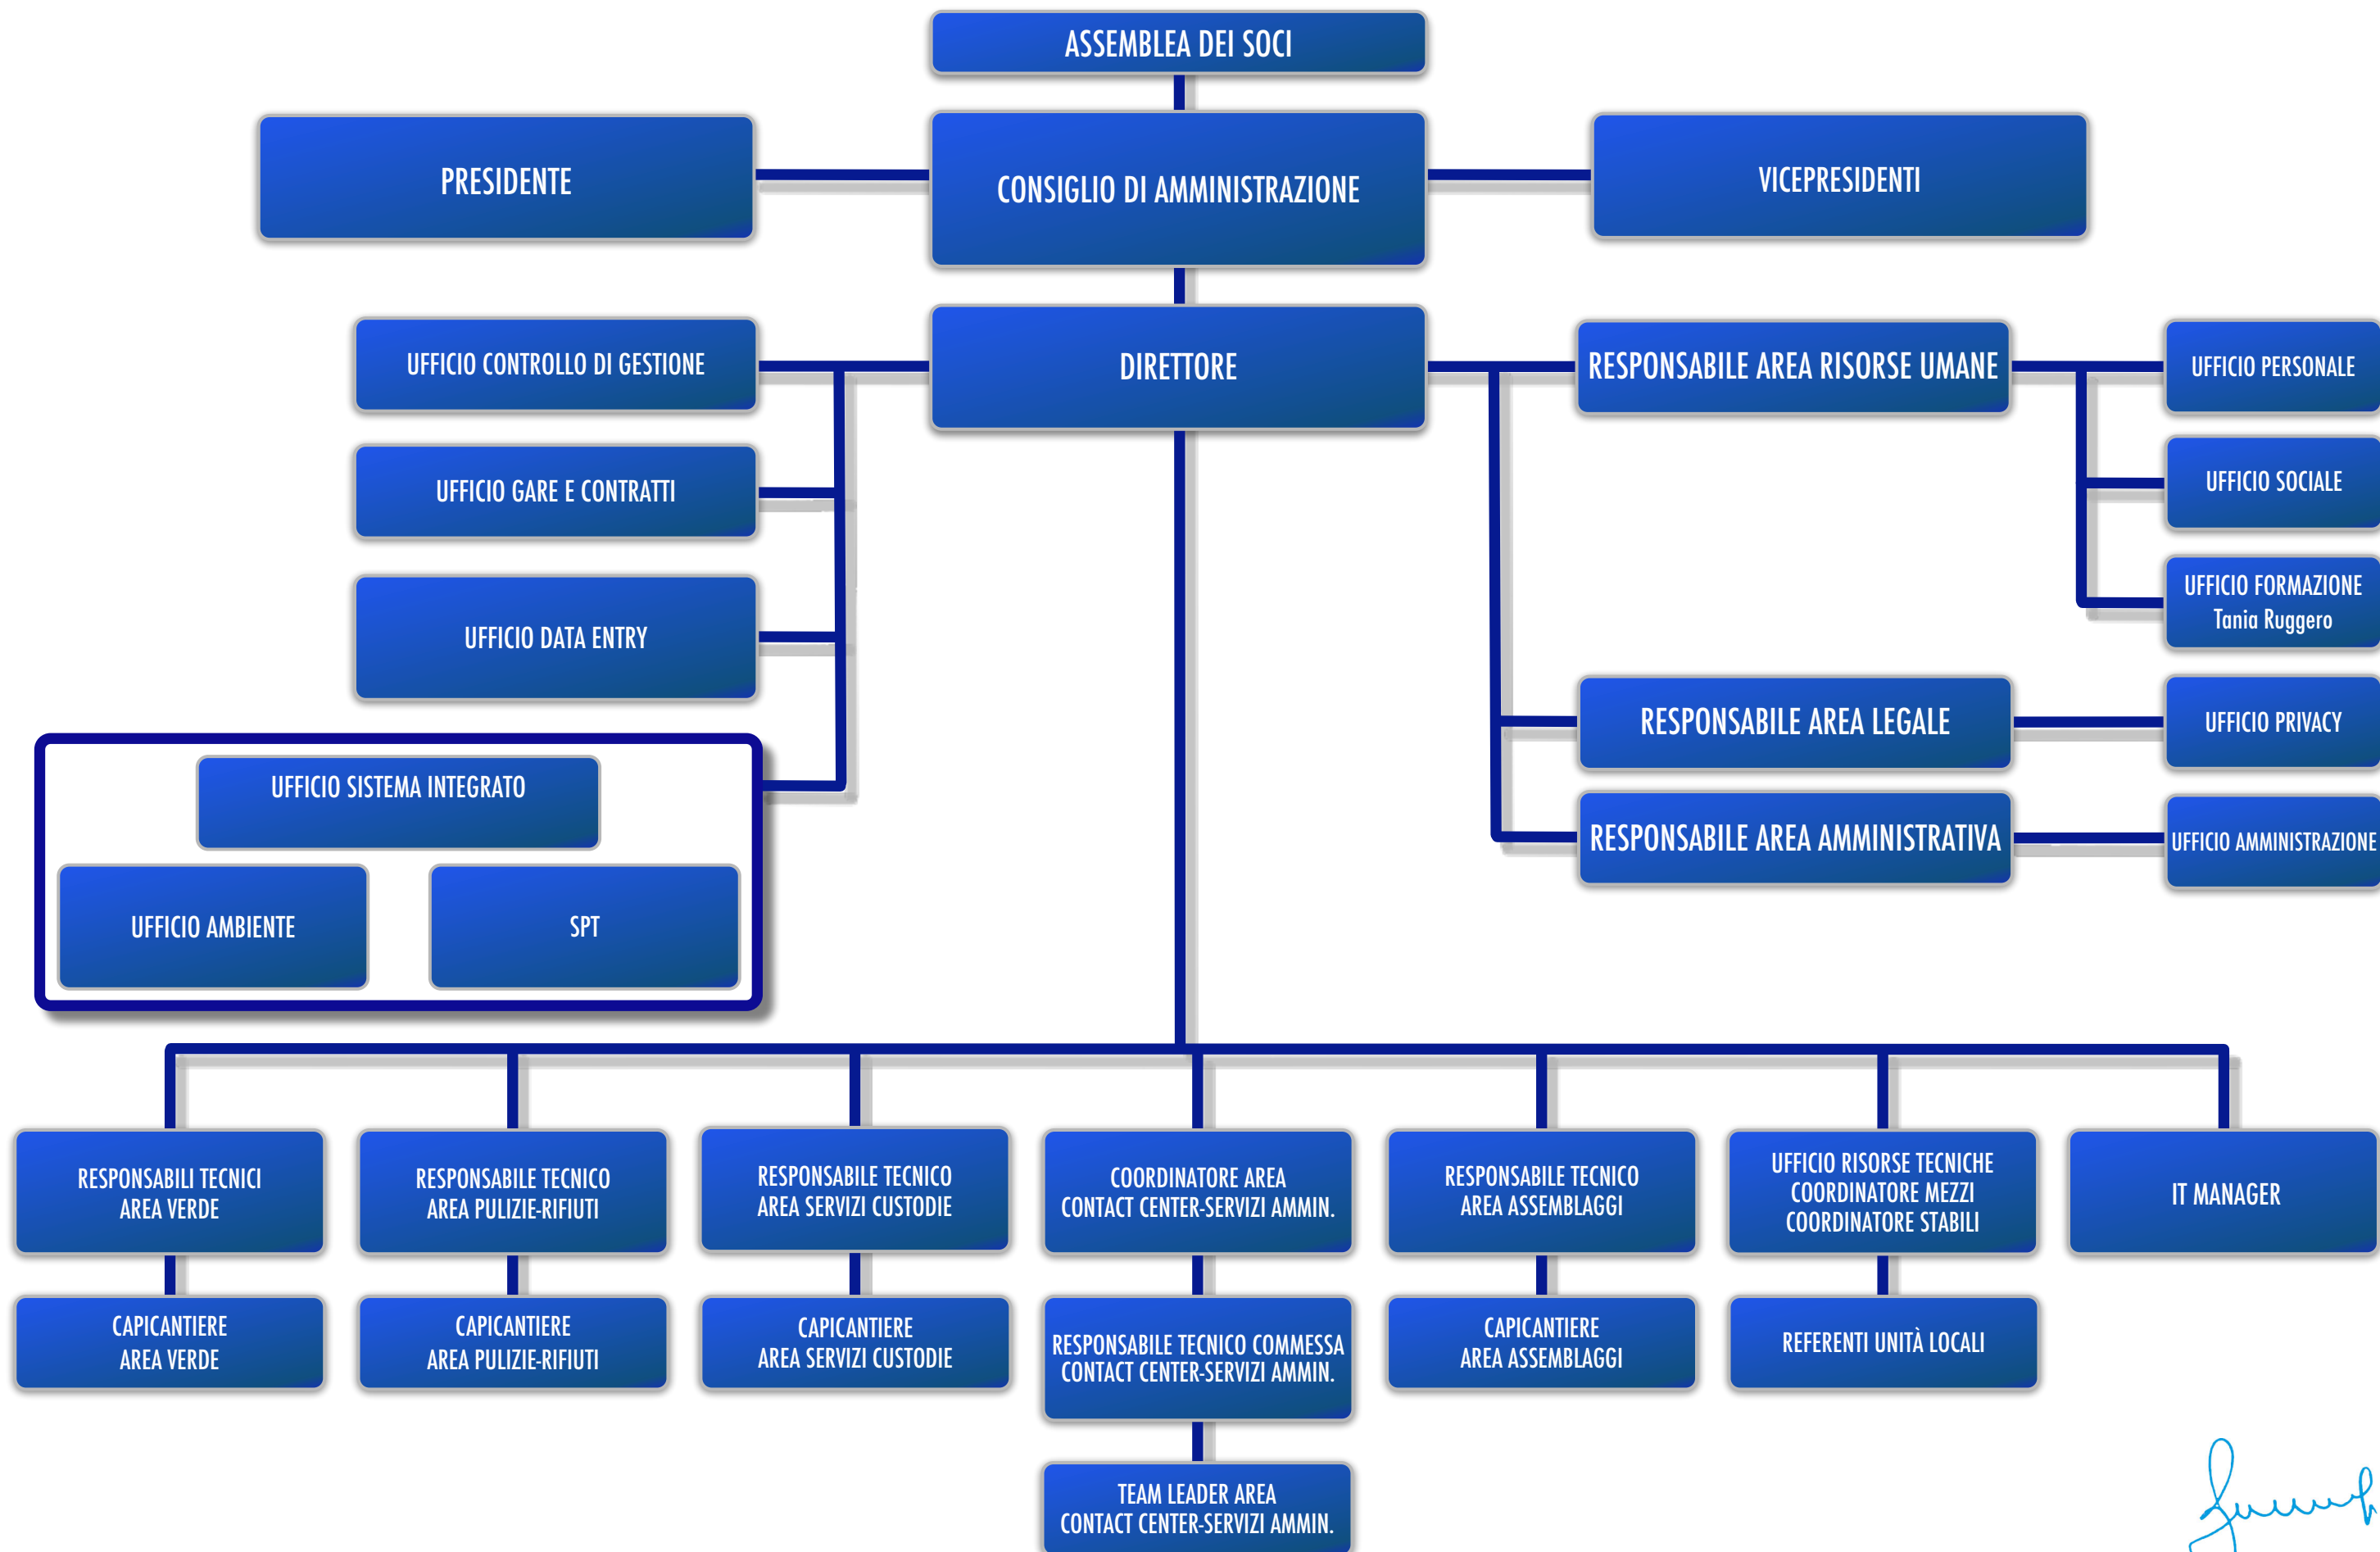 ASSEMBLEA DEI SOCI
PRESIDENTE
CONSIGLIO DI AMMINISTRAZIONE
VICEPRESIDENTI
UFFICIO CONTROLLO DI GESTIONE
DIRETTORE
RESPONSABILE AREA RISORSE UMANE
UFFICIO PERSONALE
UFFICIO GARE E CONTRATTI
UFFICIO SOCIALE
UFFICIO DATA ENTRY
UFFICIO FORMAZIONE
Tania Ruggero
RESPONSABILE AREA LEGALE
UFFICIO PRIVACY
UFFICIO SISTEMA INTEGRATO
RESPONSABILE AREA AMMINISTRATIVA
UFFICIO AMMINISTRAZIONE
UFFICIO AMBIENTE
SPT
RESPONSABILI TECNICI
AREA VERDE
RESPONSABILE TECNICO
AREA PULIZIE-RIFIUTI
RESPONSABILE TECNICO
AREA SERVIZI CUSTODIE
COORDINATORE AREA
CONTACT CENTER-SERVIZI AMMIN.
RESPONSABILE TECNICO
AREA ASSEMBLAGGI
UFFICIO RISORSE TECNICHE
COORDINATORE MEZZI
COORDINATORE STABILI
IT MANAGER
CAPICANTIERE
AREA VERDE
CAPICANTIERE
AREA PULIZIE-RIFIUTI
CAPICANTIERE
AREA SERVIZI CUSTODIE
RESPONSABILE TECNICO COMMESSA
CONTACT CENTER-SERVIZI AMMIN.
CAPICANTIERE
AREA ASSEMBLAGGI
REFERENTI UNITÀ LOCALI
TEAM LEADER AREA
CONTACT CENTER-SERVIZI AMMIN.